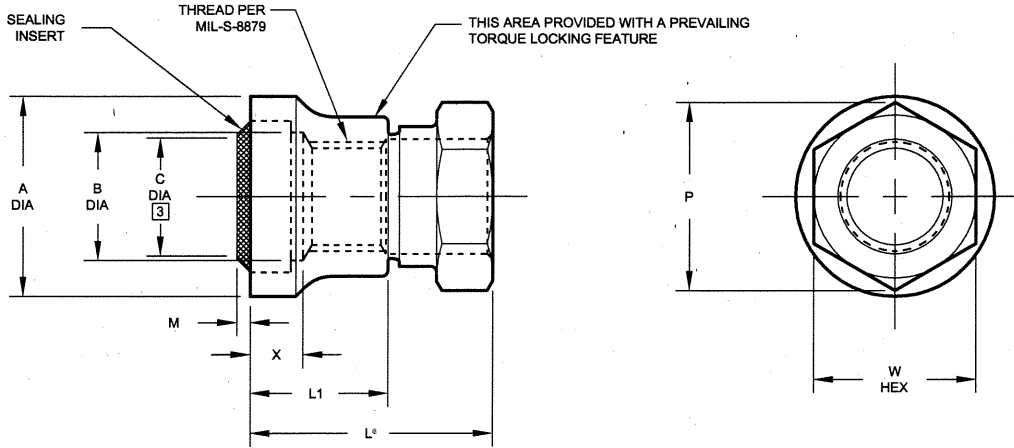 SEALING
INSERT
THREAD PER
MIL-S-8879
THIS AREA PROVIDED WITH A PREVAILING
TORQUE LOCKING FEATURE
A
DIA
B
DIA
C
DIA
3
M
X
L1
L
P
W
HEX